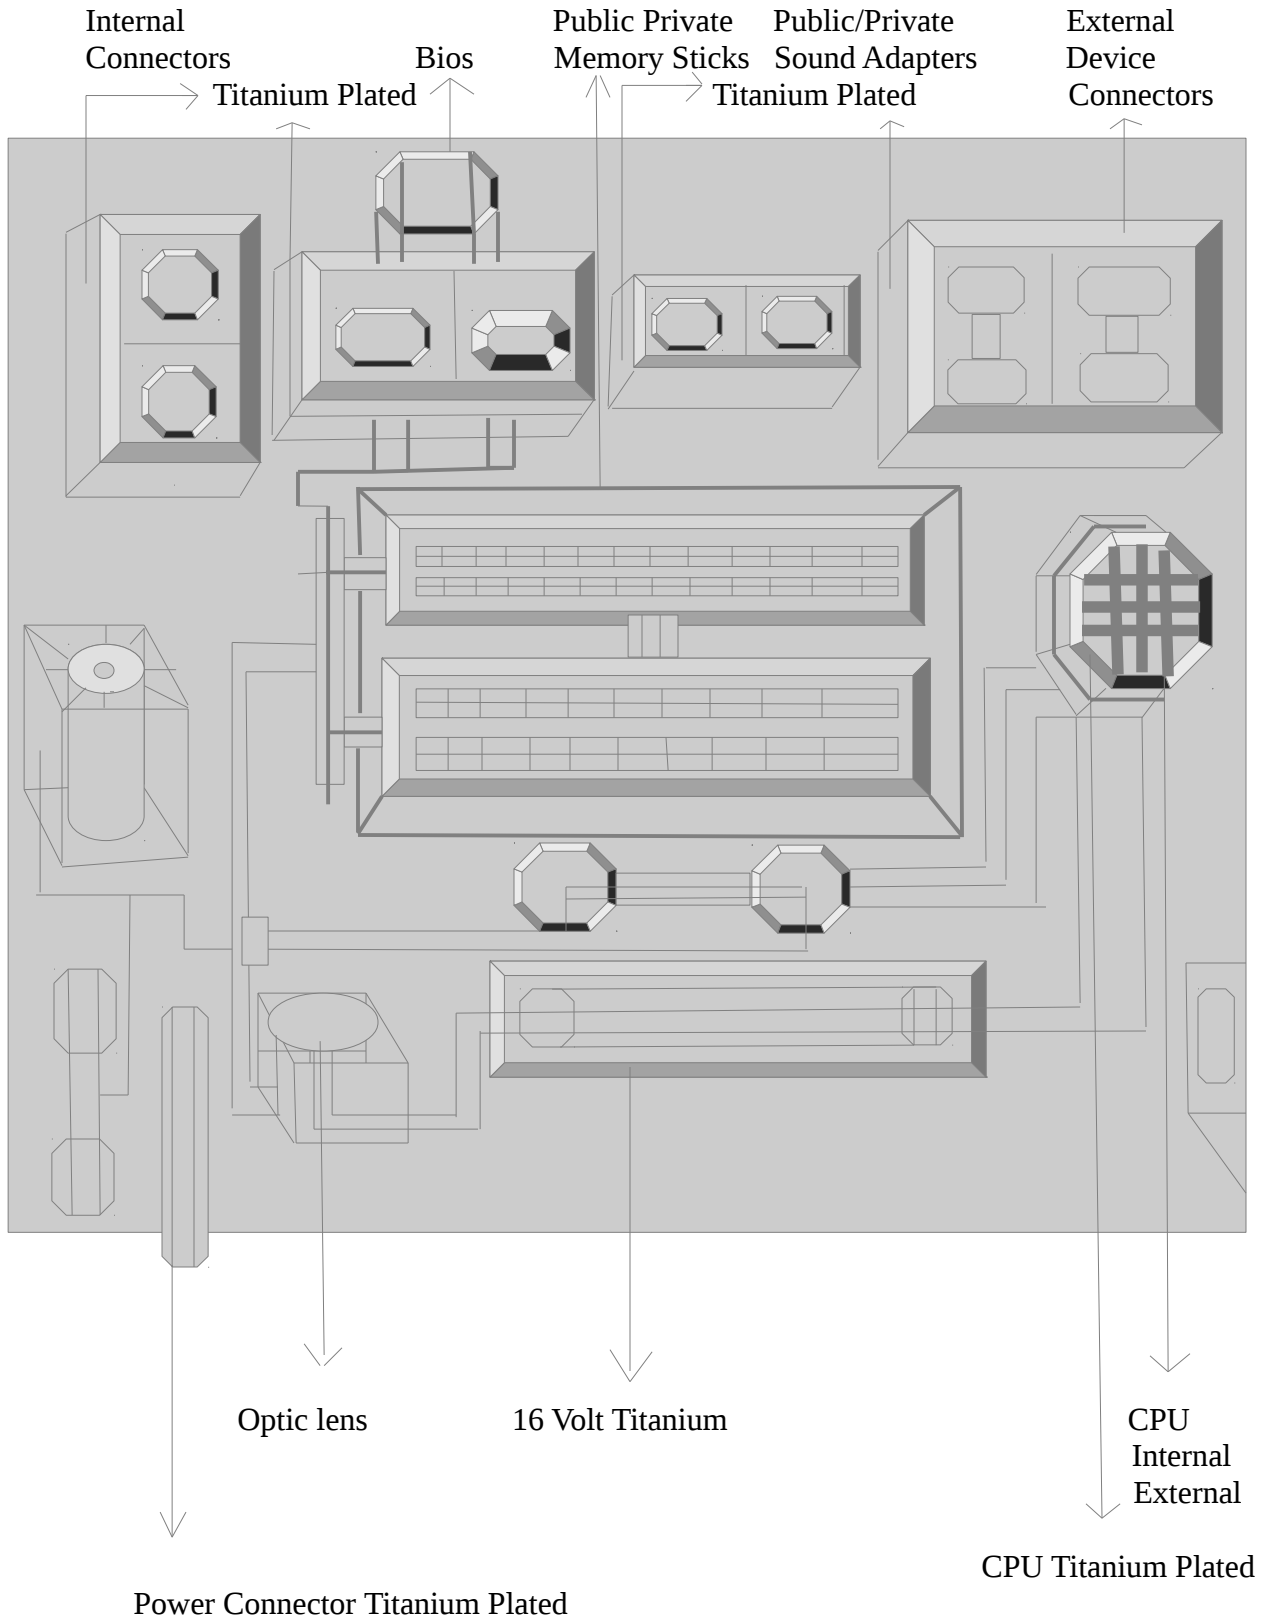 Internal
Connectors
Titanium Plated
Bios
Public Private
Memory Sticks
Public/Private
Sound Adapters
Titanium Plated
External
Device
Connectors
Optic lens
16 Volt Titanium
CPU
Internal
External
CPU Titanium Plated
Power Connector Titanium Plated